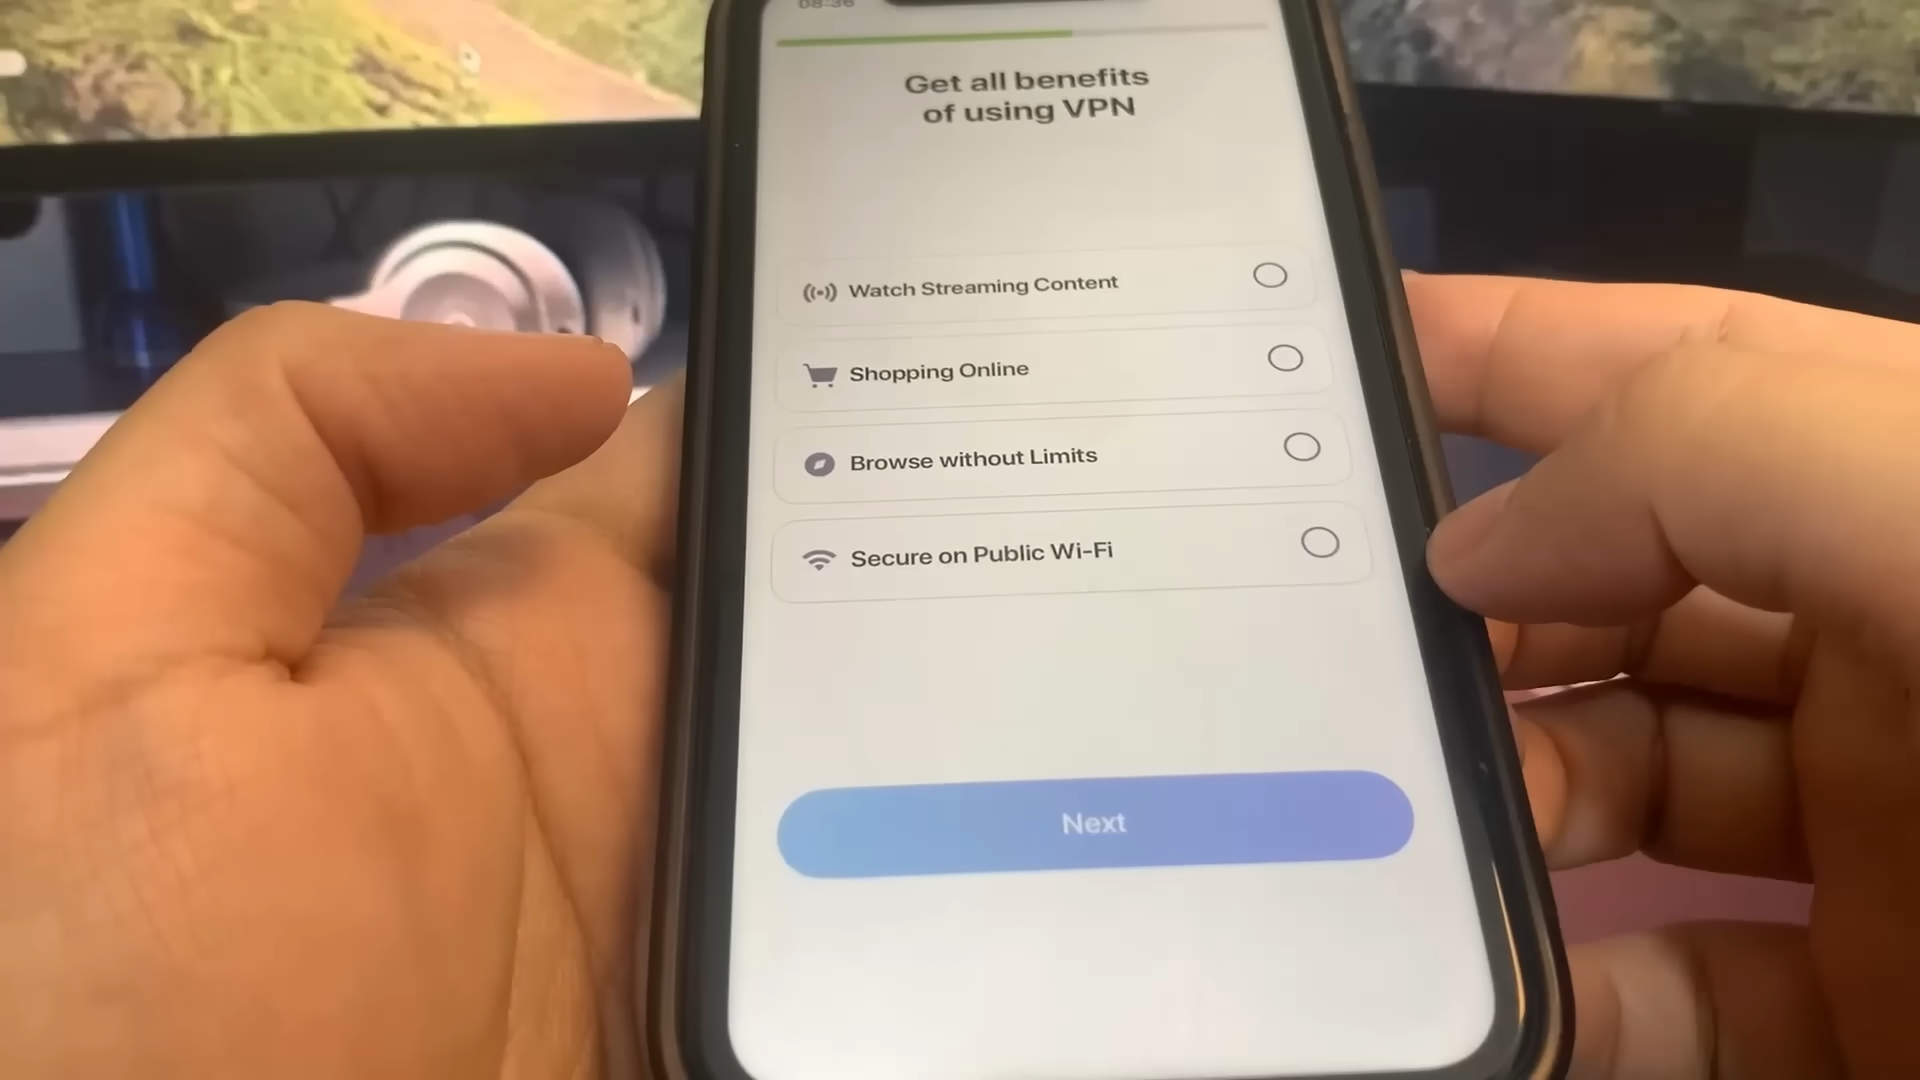 08:36
Get all benefits
of using VPN
Watch Streaming Content
Shopping Online
Browse without Limits
Secure on Public Wi-Fi
Next